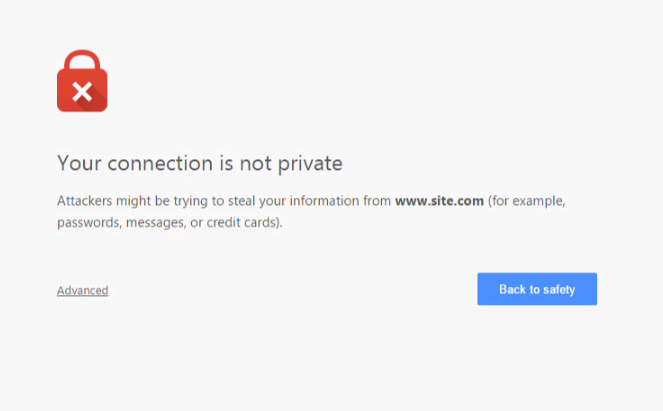 Your connection is not private
Attackers might be trying to steal your information from www.site.com (for example,
passwords, messages, or credit cards).
Advanced
Back to safety